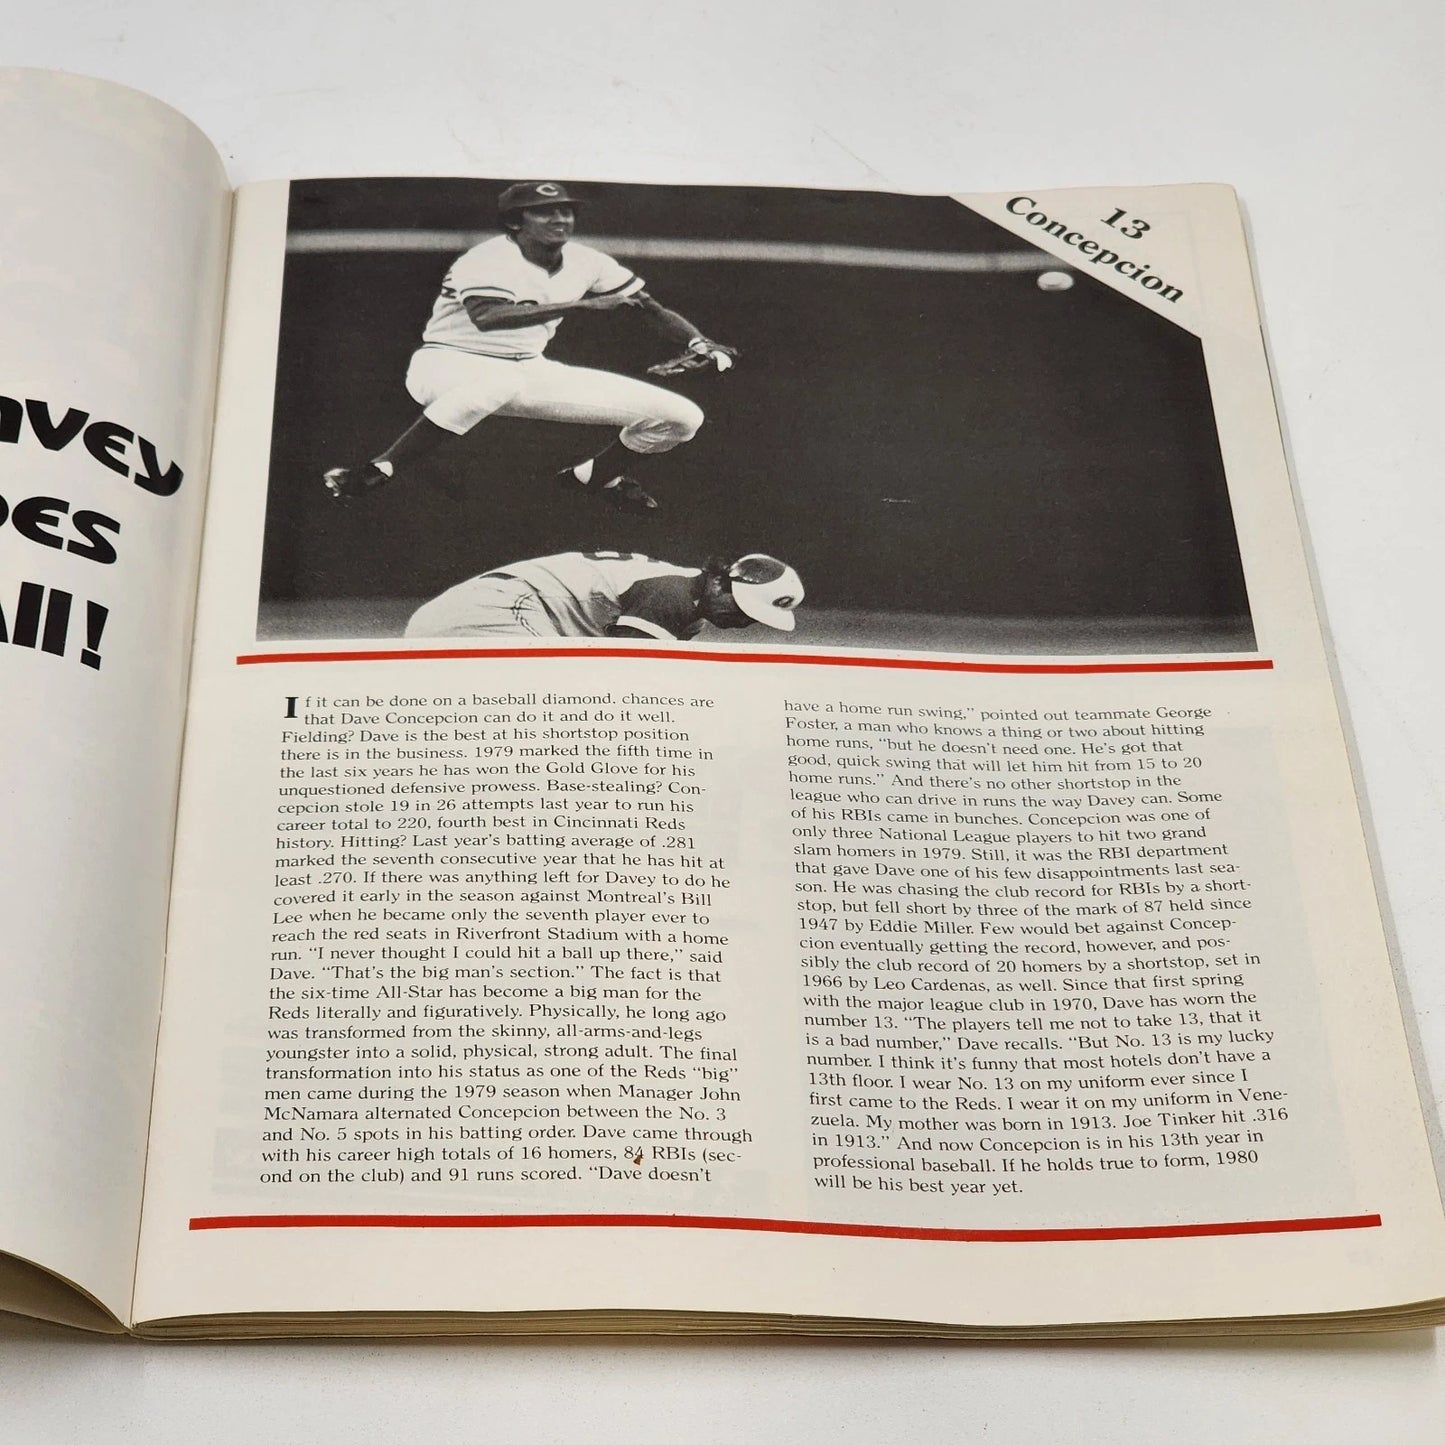 avey
oes
All!
13
Concepcion
If it can be done on a baseball diamond, chances are
that Dave Concepcion can do it and do it well.
Fielding? Dave is the best at his shortstop position
there is in the business. 1979 marked the fifth time in
the last six years he has won the Gold Glove for his
unquestioned defensive prowess. Base-stealing? Con-
cepcion stole 19 in 26 attempts last year to run his
career total to 220, fourth best in Cincinnati Reds
history. Hitting? Last year's batting average of .281
marked the seventh consecutive year that he has hit at
least .270. If there was anything left for Davey to do he
covered it early in the season against Montreal's Bill
Lee when he became only the seventh player ever to
reach the red seats in Riverfront Stadium with a home
run. "I never thought I could hit a ball up there," said
Dave. "That's the big man's section." The fact is that
the six-time All-Star has become a big man for the
Reds literally and figuratively. Physically, he long ago
was transformed from the skinny, all-arms-and-legs
youngster into a solid, physical, strong adult. The final
transformation into his status as one of the Reds "big"
men came during the 1979 season when Manager John
McNamara alternated Concepcion between the No. 3
and No. 5 spots in his batting order. Dave came through
with his career high totals of 16 homers, 84 RBIs (sec-
ond on the club) and 91 runs scored. "Dave doesn't
have a home run swing," pointed out teammate George
Foster, a man who knows a thing or two about hitting
home runs, "but he doesn't need one. He's got that
good, quick swing that will let him hit from 15 to 20
home runs." And there's no other shortstop in the
league who can drive in runs the way Davey can. Some
of his RBIs came in bunches. Concepcion was one of
only three National League players to hit two grand
slam homers in 1979. Still, it was the RBI department
that gave Dave one of his few disappointments last sea-
son. He was chasing the club record for RBIs by a short-
stop, but fell short by three of the mark of 87 held since
1947 by Eddie Miller. Few would bet against Concep-
cion eventually getting the record, however, and pos-
sibly the club record of 20 homers by a shortstop, set in
1966 by Leo Cardenas, as well. Since that first spring
with the major league club in 1970, Dave has worn the
number 13. "The players tell me not to take 13, that it
is a bad number," Dave recalls. "But No. 13 is my lucky
number. I think it's funny that most hotels don't have a
13th floor. I wear No. 13 on my uniform ever since I
first came to the Reds. I wear it on my uniform in Vene-
zuela. My mother was born in 1913. Joe Tinker hit .316
in 1913." And now Concepcion is in his 13th year in
professional baseball. If he holds true to form, 1980
will be his best year yet.